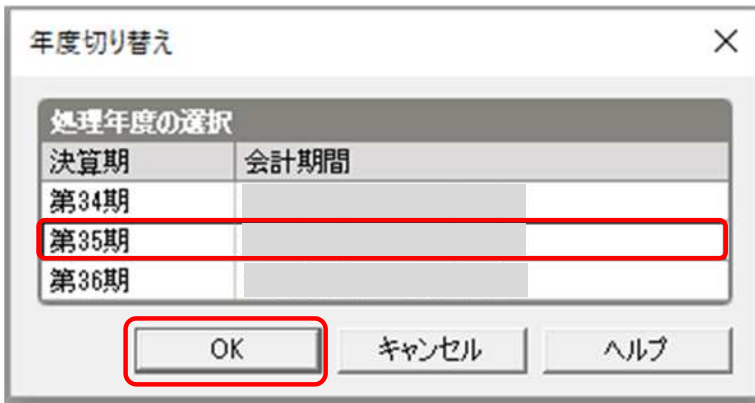 年度切り替え
処理年度の選択
決算期 会計期間
第34期
第35期
第36期
OK キャンセル ヘルプ